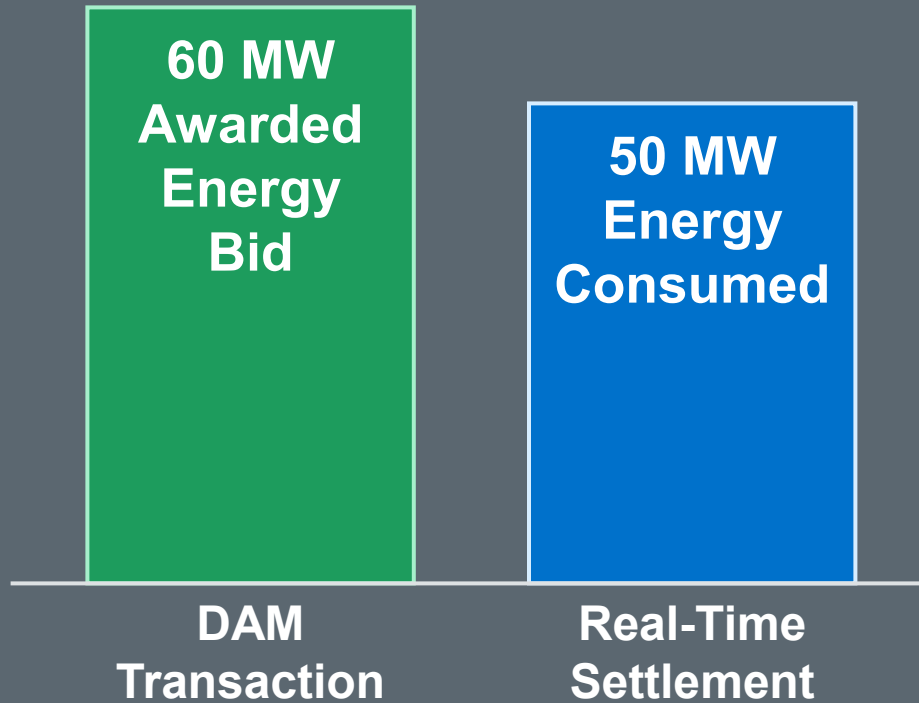 60 MW
Awarded
Energy
Bid
50 MW
Energy
Consumed
DAM
Transaction
Real-Time
Settlement